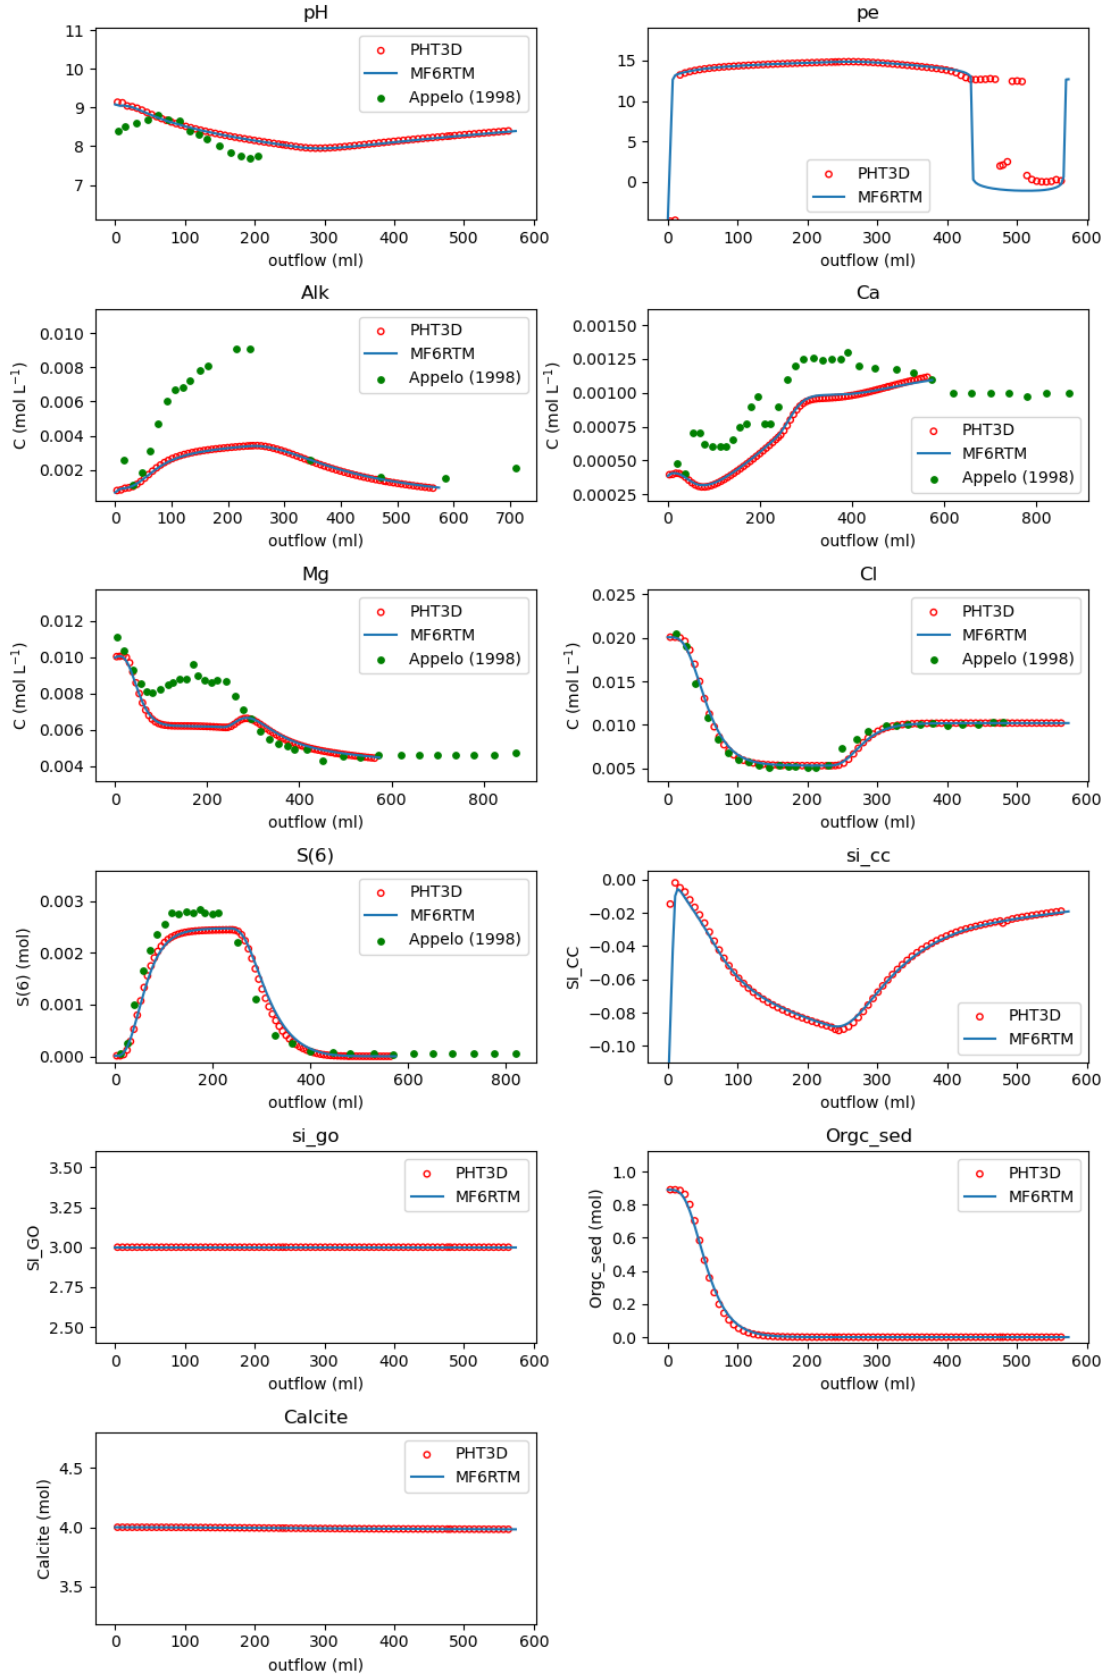 pH
11
10
9
8
7
0 100 200 300 400 500 600
outflow (ml)
PHT3D
MF6RTM
Appelo (1998)
pe
15
10
5
0
0 100 200 300 400 500 600
outflow (ml)
PHT3D
MF6RTM
Alk
C (mol L⁻¹)
0.010
0.008
0.006
0.004
0.002
0 100 200 300 400 500 600 700
outflow (ml)
PHT3D
MF6RTM
Appelo (1998)
Ca
C (mol L⁻¹)
0.00150
0.00125
0.00100
0.00075
0.00050
0.00025
0 200 400 600 800
outflow (ml)
PHT3D
MF6RTM
Appelo (1998)
Mg
C (mol L⁻¹)
0.012
0.010
0.008
0.006
0.004
0 200 400 600 800
outflow (ml)
PHT3D
MF6RTM
Appelo (1998)
Cl
C (mol L⁻¹)
0.025
0.020
0.015
0.010
0.005
0 100 200 300 400 500 600
outflow (ml)
PHT3D
MF6RTM
Appelo (1998)
S(6)
S(6) (mol)
0.003
0.002
0.001
0.000
0 200 400 600 800
outflow (ml)
PHT3D
MF6RTM
Appelo (1998)
si_cc
SI_CC
0.00
−0.02
−0.04
−0.06
−0.08
−0.10
0 100 200 300 400 500 600
outflow (ml)
PHT3D
MF6RTM
si_go
SI_GO
3.50
3.25
3.00
2.75
2.50
0 100 200 300 400 500 600
outflow (ml)
PHT3D
MF6RTM
Orgc_sed
Orgc_sed (mol)
1.0
0.8
0.6
0.4
0.2
0.0
0 100 200 300 400 500 600
outflow (ml)
PHT3D
MF6RTM
Calcite
Calcite (mol)
4.5
4.0
3.5
0 100 200 300 400 500 600
outflow (ml)
PHT3D
MF6RTM